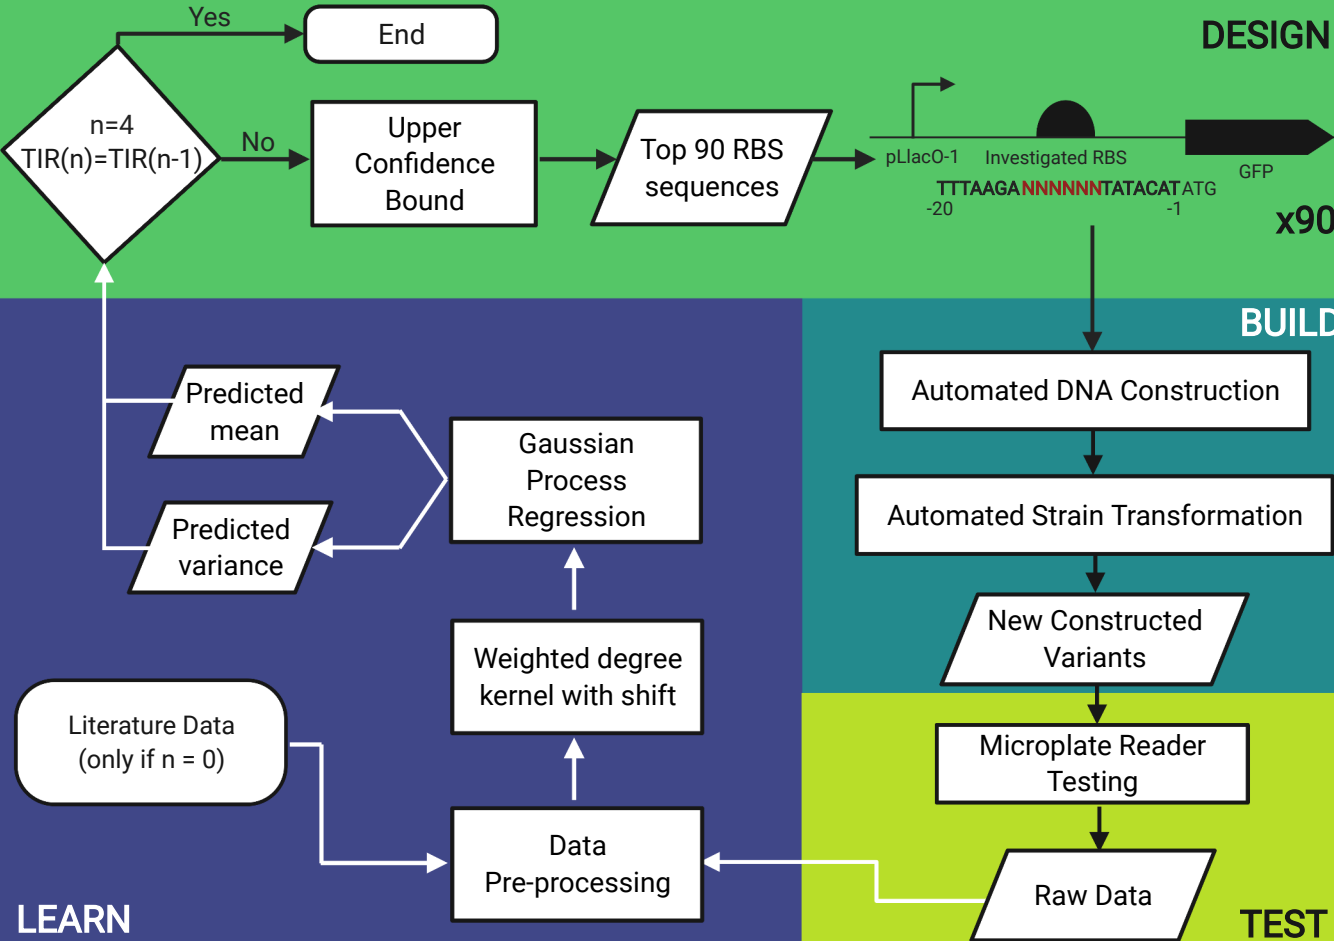 Yes
End
DESIGN
n=4
TIR(n)=TIR(n-1)
No
Upper
Confidence
Bound
Top 90 RBS
sequences
pLlacO-1
Investigated RBS
GFP
TTTAAGANNNNNNTATACATATG
-20
-1
x90
BUILD
Automated DNA Construction
Automated Strain Transformation
New Constructed
Variants
Predicted
mean
Predicted
variance
Gaussian
Process
Regression
Weighted degree
kernel with shift
Literature Data
(only if n = 0)
Data
Pre-processing
LEARN
Microplate Reader
Testing
Raw Data
TEST